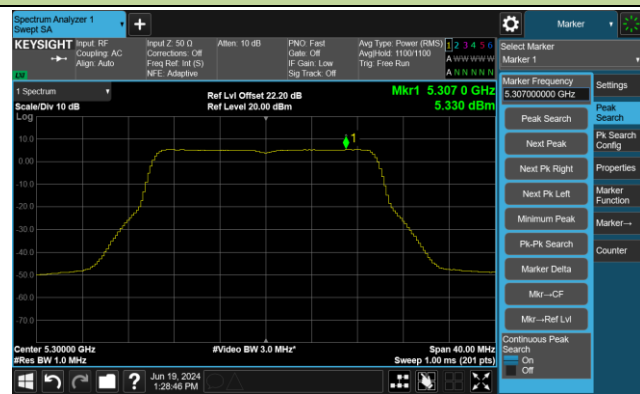 Spectrum Analyzer 1
Swept SA
+
Marker
KEYSIGHT
Input: RF
Coupling: AC
Align: Auto
Input Z: 50 Ω
Corrections: Off
Freq Ref: Int (S)
NFE: Adaptive
Atten: 10 dB
PNO: Fast
Gate: Off
IF Gain: Low
Sig Track: Off
Avg Type: Power (RMS)
Avg|Hold: 1100/1100
Trig: Free Run
1 2 3 4 5 6
A W W W W W
A N N N N N
LW
Select Marker
Marker 1
1 Spectrum
Scale/Div 10 dB
Log
Ref Lvl Offset 22.20 dB
Ref Level 20.00 dBm
Mkr1 5.307 0 GHz
5.330 dBm
1
10.0
0.00
-10.0
-20.0
-30.0
-40.0
-50.0
-60.0
-70.0
Center 5.30000 GHz
#Res BW 1.0 MHz
#Video BW 3.0 MHz*
Span 40.00 MHz
Sweep 1.00 ms (201 pts)
Marker Frequency
5.307000000 GHz
Peak Search
Next Peak
Next Pk Right
Next Pk Left
Minimum Peak
Pk-Pk Search
Marker Delta
Mkr→CF
Mkr→Ref Lvl
Continuous Peak
Search
On
Off
Settings
Peak
Search
Pk Search
Config
Properties
Marker
Function
Marker→
Counter
?
Jun 19, 2024
1:28:46 PM